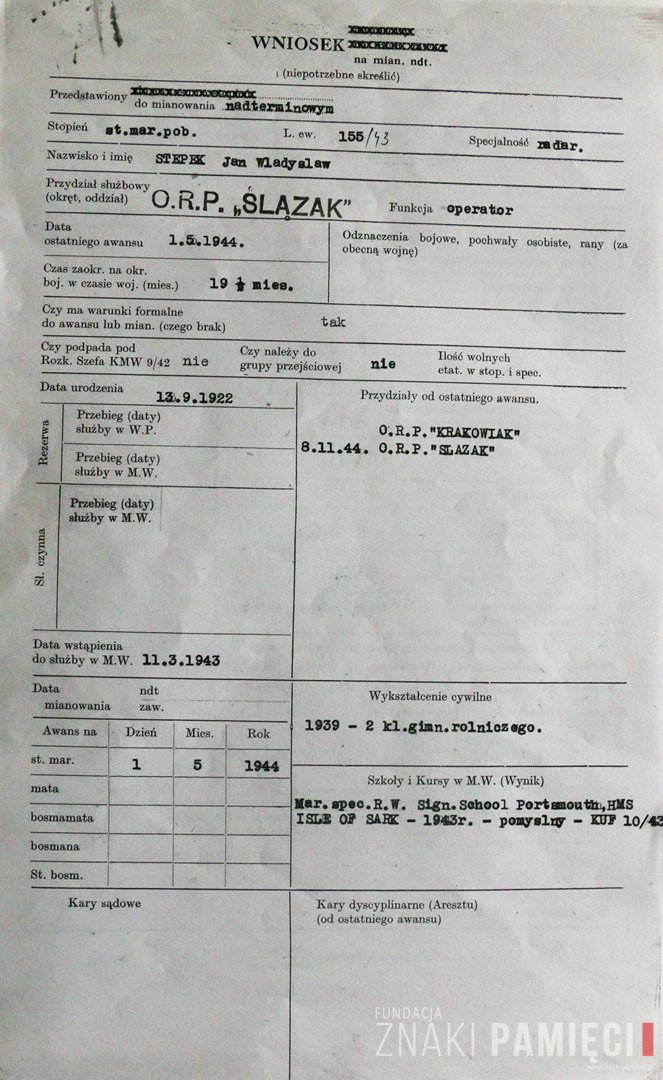 WNIOSEK
na mian. ndt.
(niepotrzebne skreślić)
Przedstawiony
do mianowania nadterminowym
Stopień st.mar.pob. L. ew. 155/43 Specjalność radar.
Nazwisko i imię STEPEK Jan Wladyslaw
Przydział służbowy
(okręt, oddział) O.R.P. „ŚLĄZAK" Funkcja operator
Data
ostatniego awansu 1.5.1944.
Odznaczenia bojowe, pochwały osobiste, rany (za
obecną wojnę)
Czas zaokr. na okr.
boj. w czasie woj. (mies.) 19 ½ mies.
Czy ma warunki formalne
do awansu lub mian. (czego brak) tak
Czy podpada pod
Rozk. Szefa KMW 9/42 nie
Czy należy do
grupy przejściowej nie
Ilość wolnych
etat. w stop. i spec.
Data urodzenia 13.9.1922
Przydziały od ostatniego awansu.
Rezerwa
Przebieg (daty)
służby w W.P.
Przebieg (daty)
służby w M.W.
O.R.P."KRAKOWIAK"
8.11.44. O.R.P."SLAZAK"
Sł. czynna
Przebieg (daty)
służby w M.W.
Data wstąpienia
do służby w M.W. 11.3.1943
Data ndt
mianowania zaw.
Wykształcenie cywilne
1939 - 2 kl.gimn.rolniczego.
Awans na Dzień Mies. Rok
st. mar. 1 5 1944
mata
bosmamata
bosmana
St. bosm.
Szkoły i Kursy w M.W. (Wynik)
Mar.spec.R.W. Sign.School Portsmouth,HMS
ISLE OF SARK - 1943r. - pomyslny - KUF 10/43
Kary sądowe
Kary dyscyplinarne (Aresztu)
(od ostatniego awansu)
FUNDACJA
ZNAKI PAMIĘCI